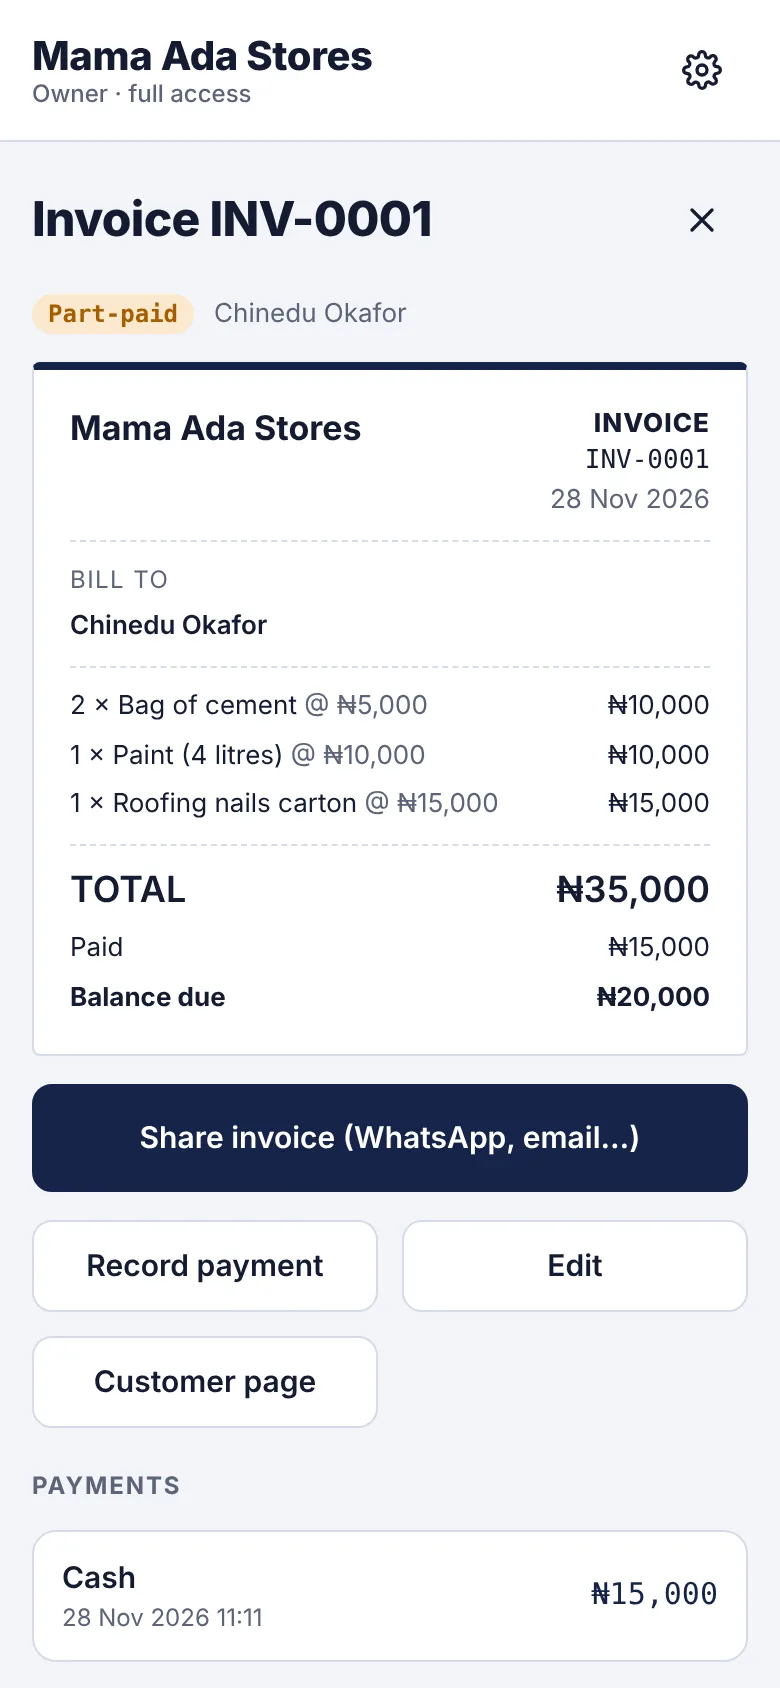 Mama Ada Stores
Owner · full access
Invoice INV-0001
Part-paid Chinedu Okafor
Mama Ada Stores
INVOICE
INV-0001
28 Nov 2026
BILL TO
Chinedu Okafor
2 × Bag of cement @ ₦5,000 ₦10,000
1 × Paint (4 litres) @ ₦10,000 ₦10,000
1 × Roofing nails carton @ ₦15,000 ₦15,000
TOTAL ₦35,000
Paid ₦15,000
Balance due ₦20,000
Share invoice (WhatsApp, email...)
Record payment Edit
Customer page
PAYMENTS
Cash ₦15,000
28 Nov 2026 11:11